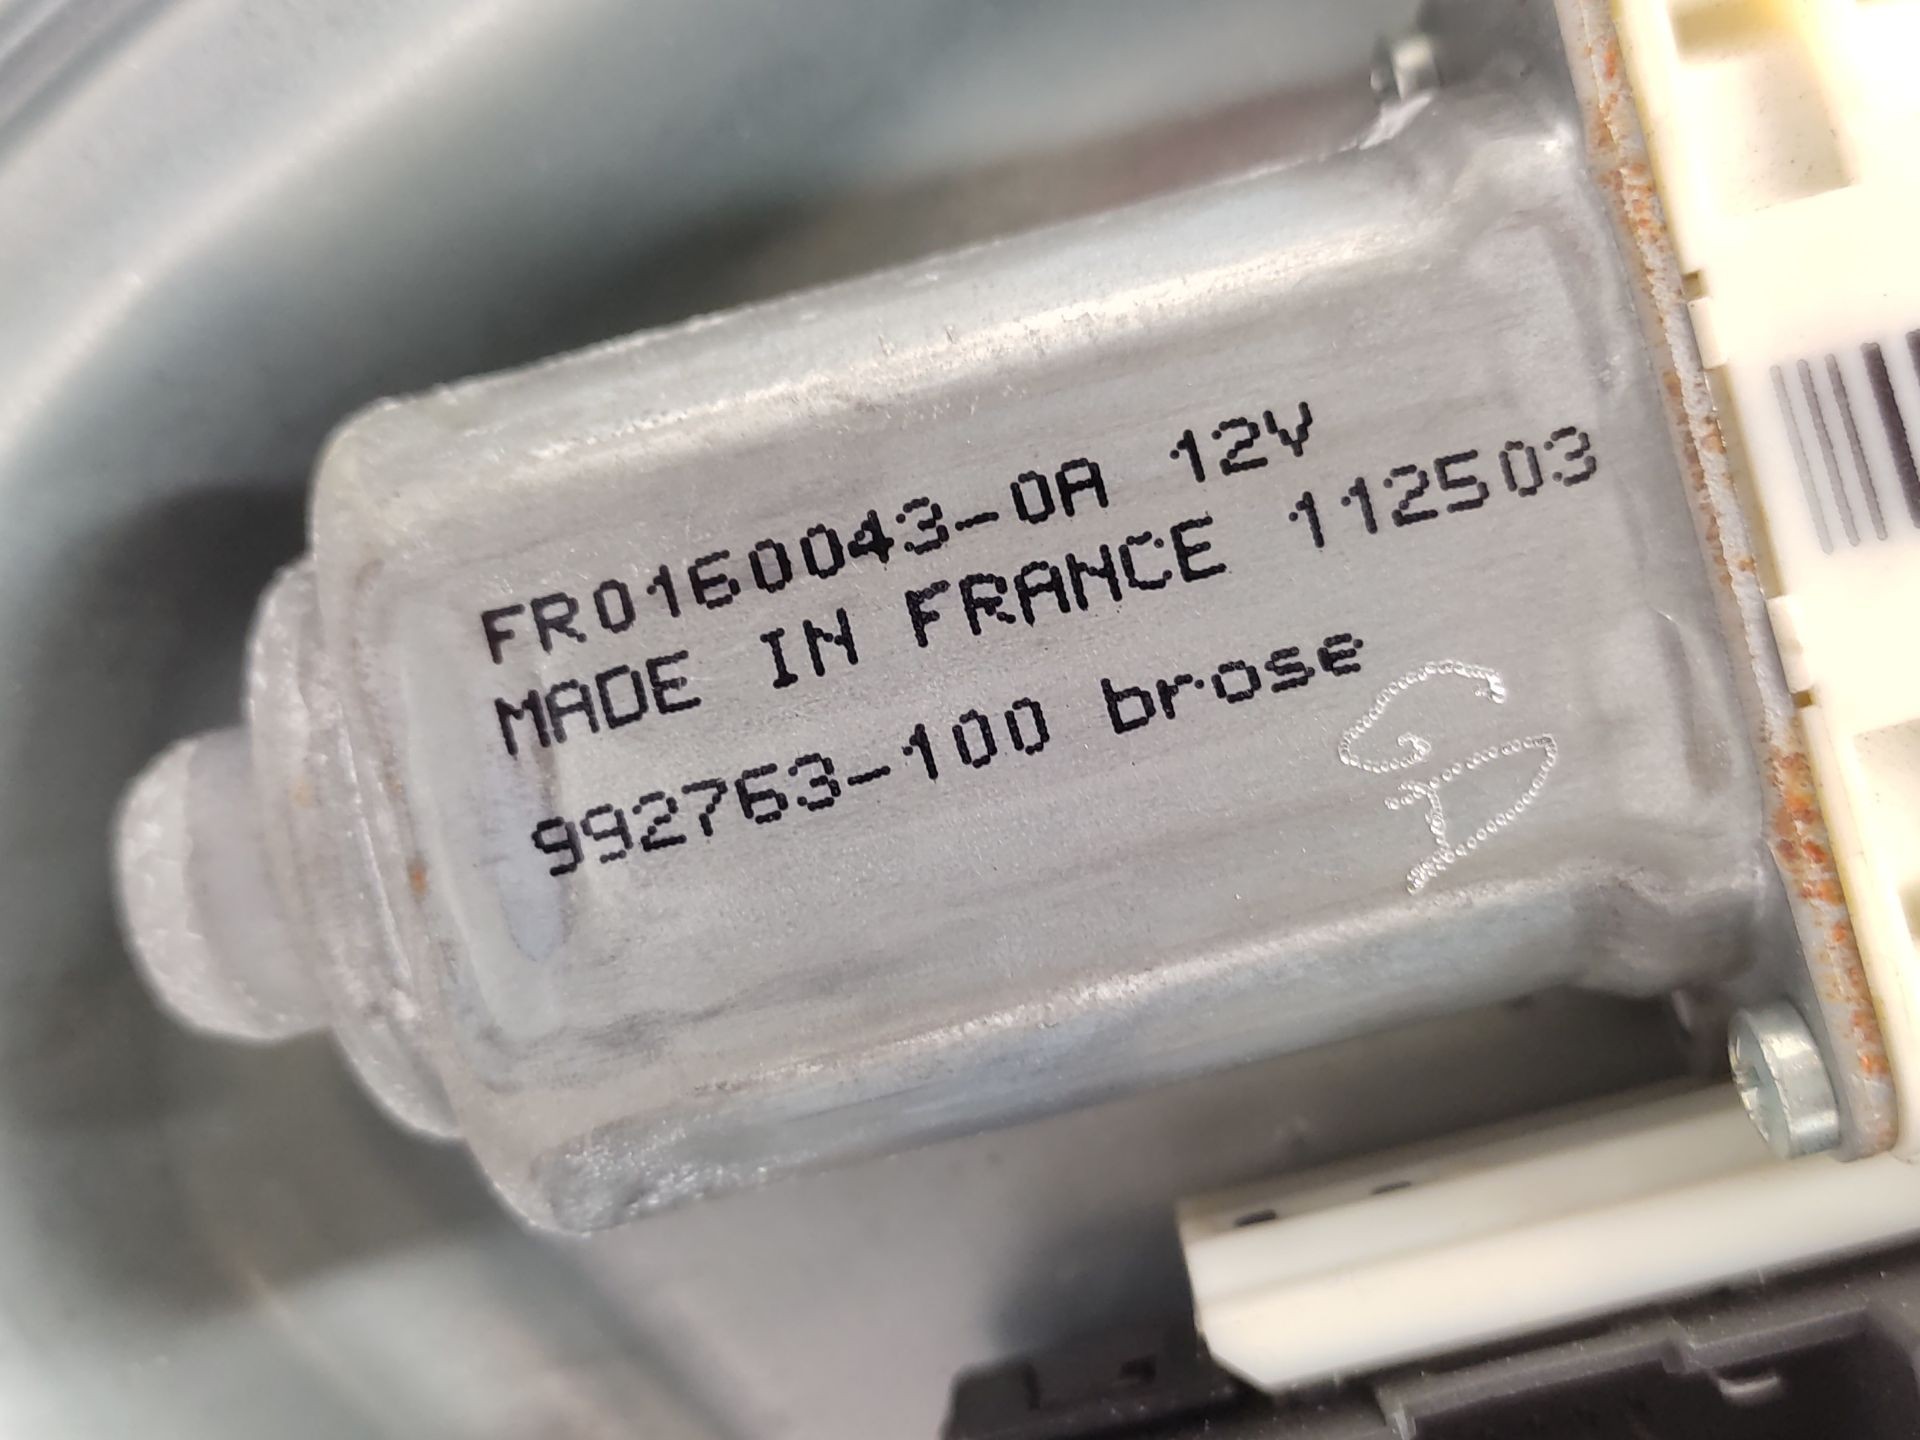 FR0160043-0A 12V
MADE IN FRANCE 112503
992763-100 brose